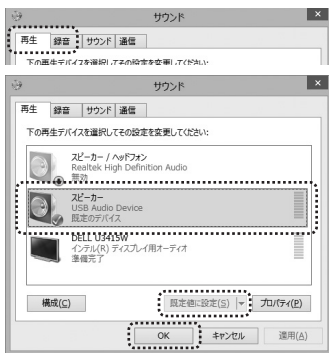 サウンド
再生 録音 サウンド 通信
下の再生デバイスを選択してその設定を変更してください:
サウンド
再生 録音 サウンド 通信
下の再生デバイスを選択してその設定を変更してください:
スピーカー / ヘッドフォン
Realtek High Definition Audio
無効
スピーカー
USB Audio Device
既定のデバイス
DELL U3415W
インテル(R) ディスプレイ用オーディオ
準備完了
構成(C) 既定値に設定(S) プロパティ(P)
OK キャンセル 適用(A)